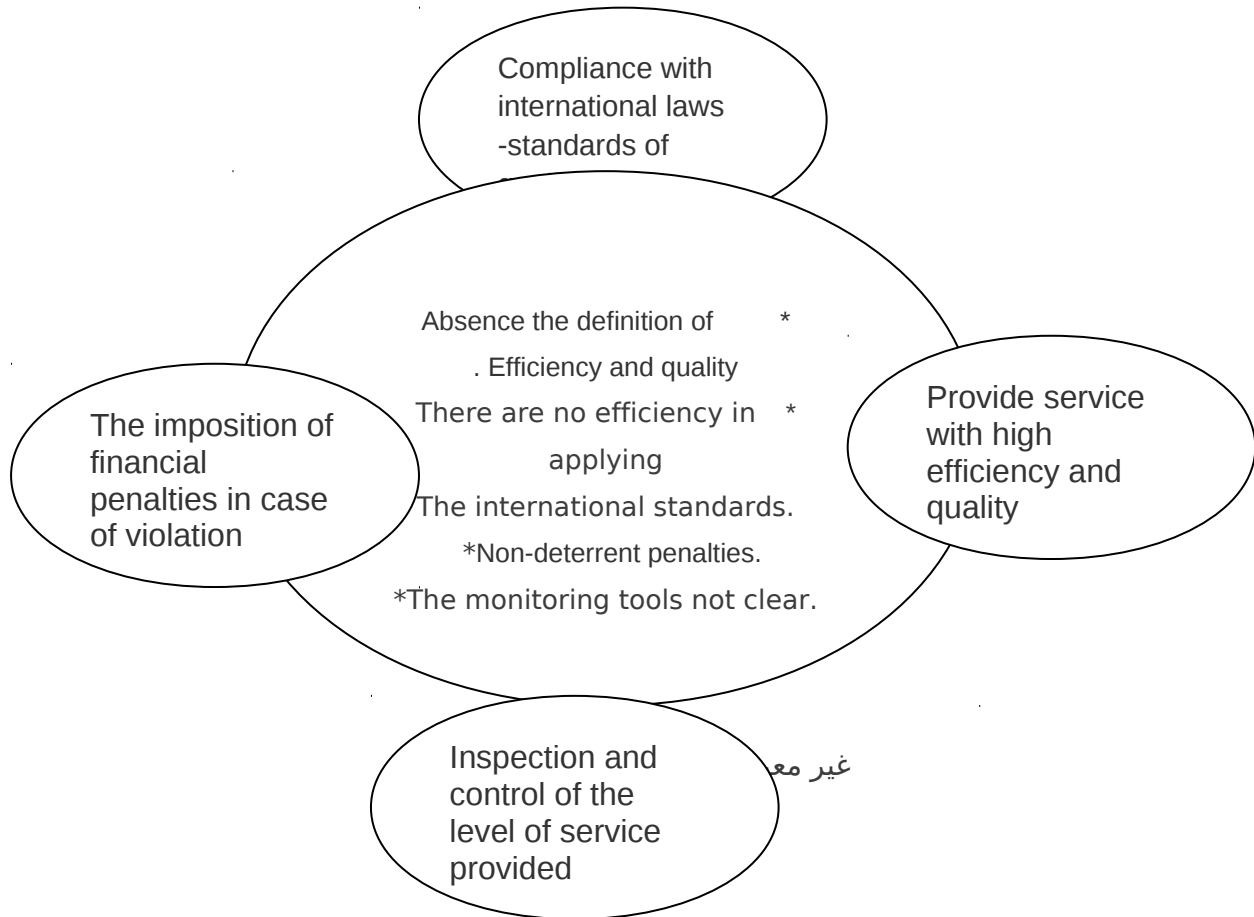 Compliance with
international laws
-standards of
Absence the definition of *
. Efficiency and quality
There are no efficiency in *
applying
The international standards.
*Non-deterrent penalties.
*The monitoring tools not clear.
The imposition of
financial
penalties in case
of violation
Provide service
with high
efficiency and
quality
Inspection and
control of the
level of service
provided
غير